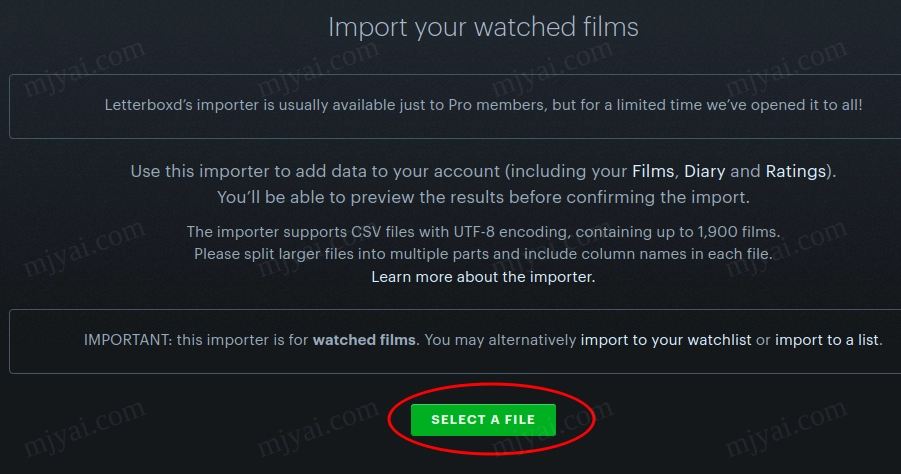 Import your watched films
Letterboxd’s importer is usually available just to Pro members, but for a limited time we’ve opened it to all!
Use this importer to add data to your account (including your Films, Diary and Ratings).
You’ll be able to preview the results before confirming the import.
The importer supports CSV files with UTF-8 encoding, containing up to 1,900 films.
Please split larger files into multiple parts and include column names in each file.
Learn more about the importer.
IMPORTANT: this importer is for watched films. You may alternatively import to your watchlist or import to a list.
SELECT A FILE
mjyai.com mjyai.com mjyai.com mjyai.com
mjyai.com mjyai.com mjyai.com mjyai.com
mjyai.com mjyai.com mjyai.com mjyai.com